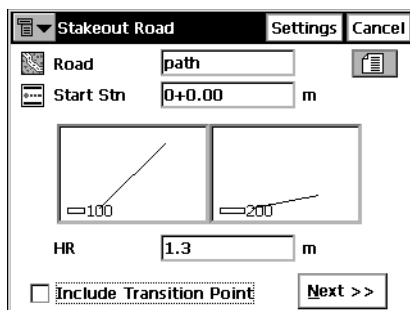 Stakeout Road Settings Cancel
Road path
Start Stn 0+0.00 m
100 200
HR 1.3 m
Include Transition Point Next >>